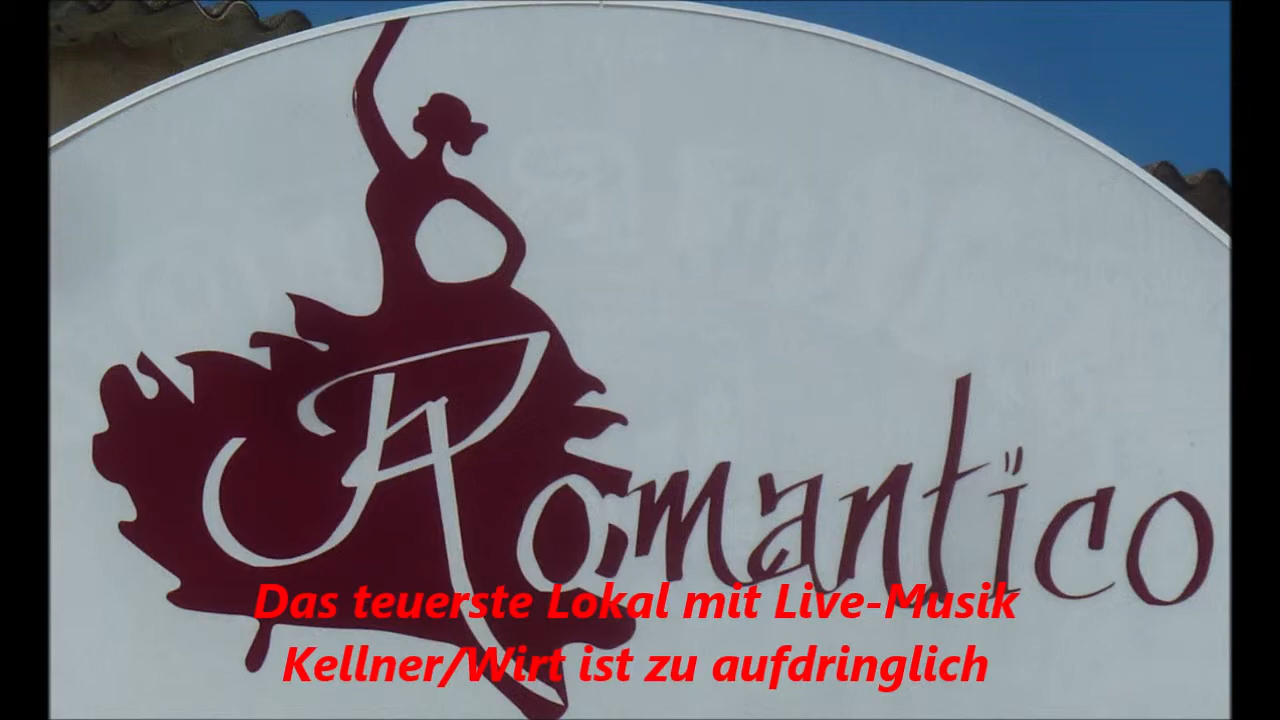 Romantico
Das teuerste Lokal mit Live-Musik
Kellner/Wirt ist zu aufdringlich